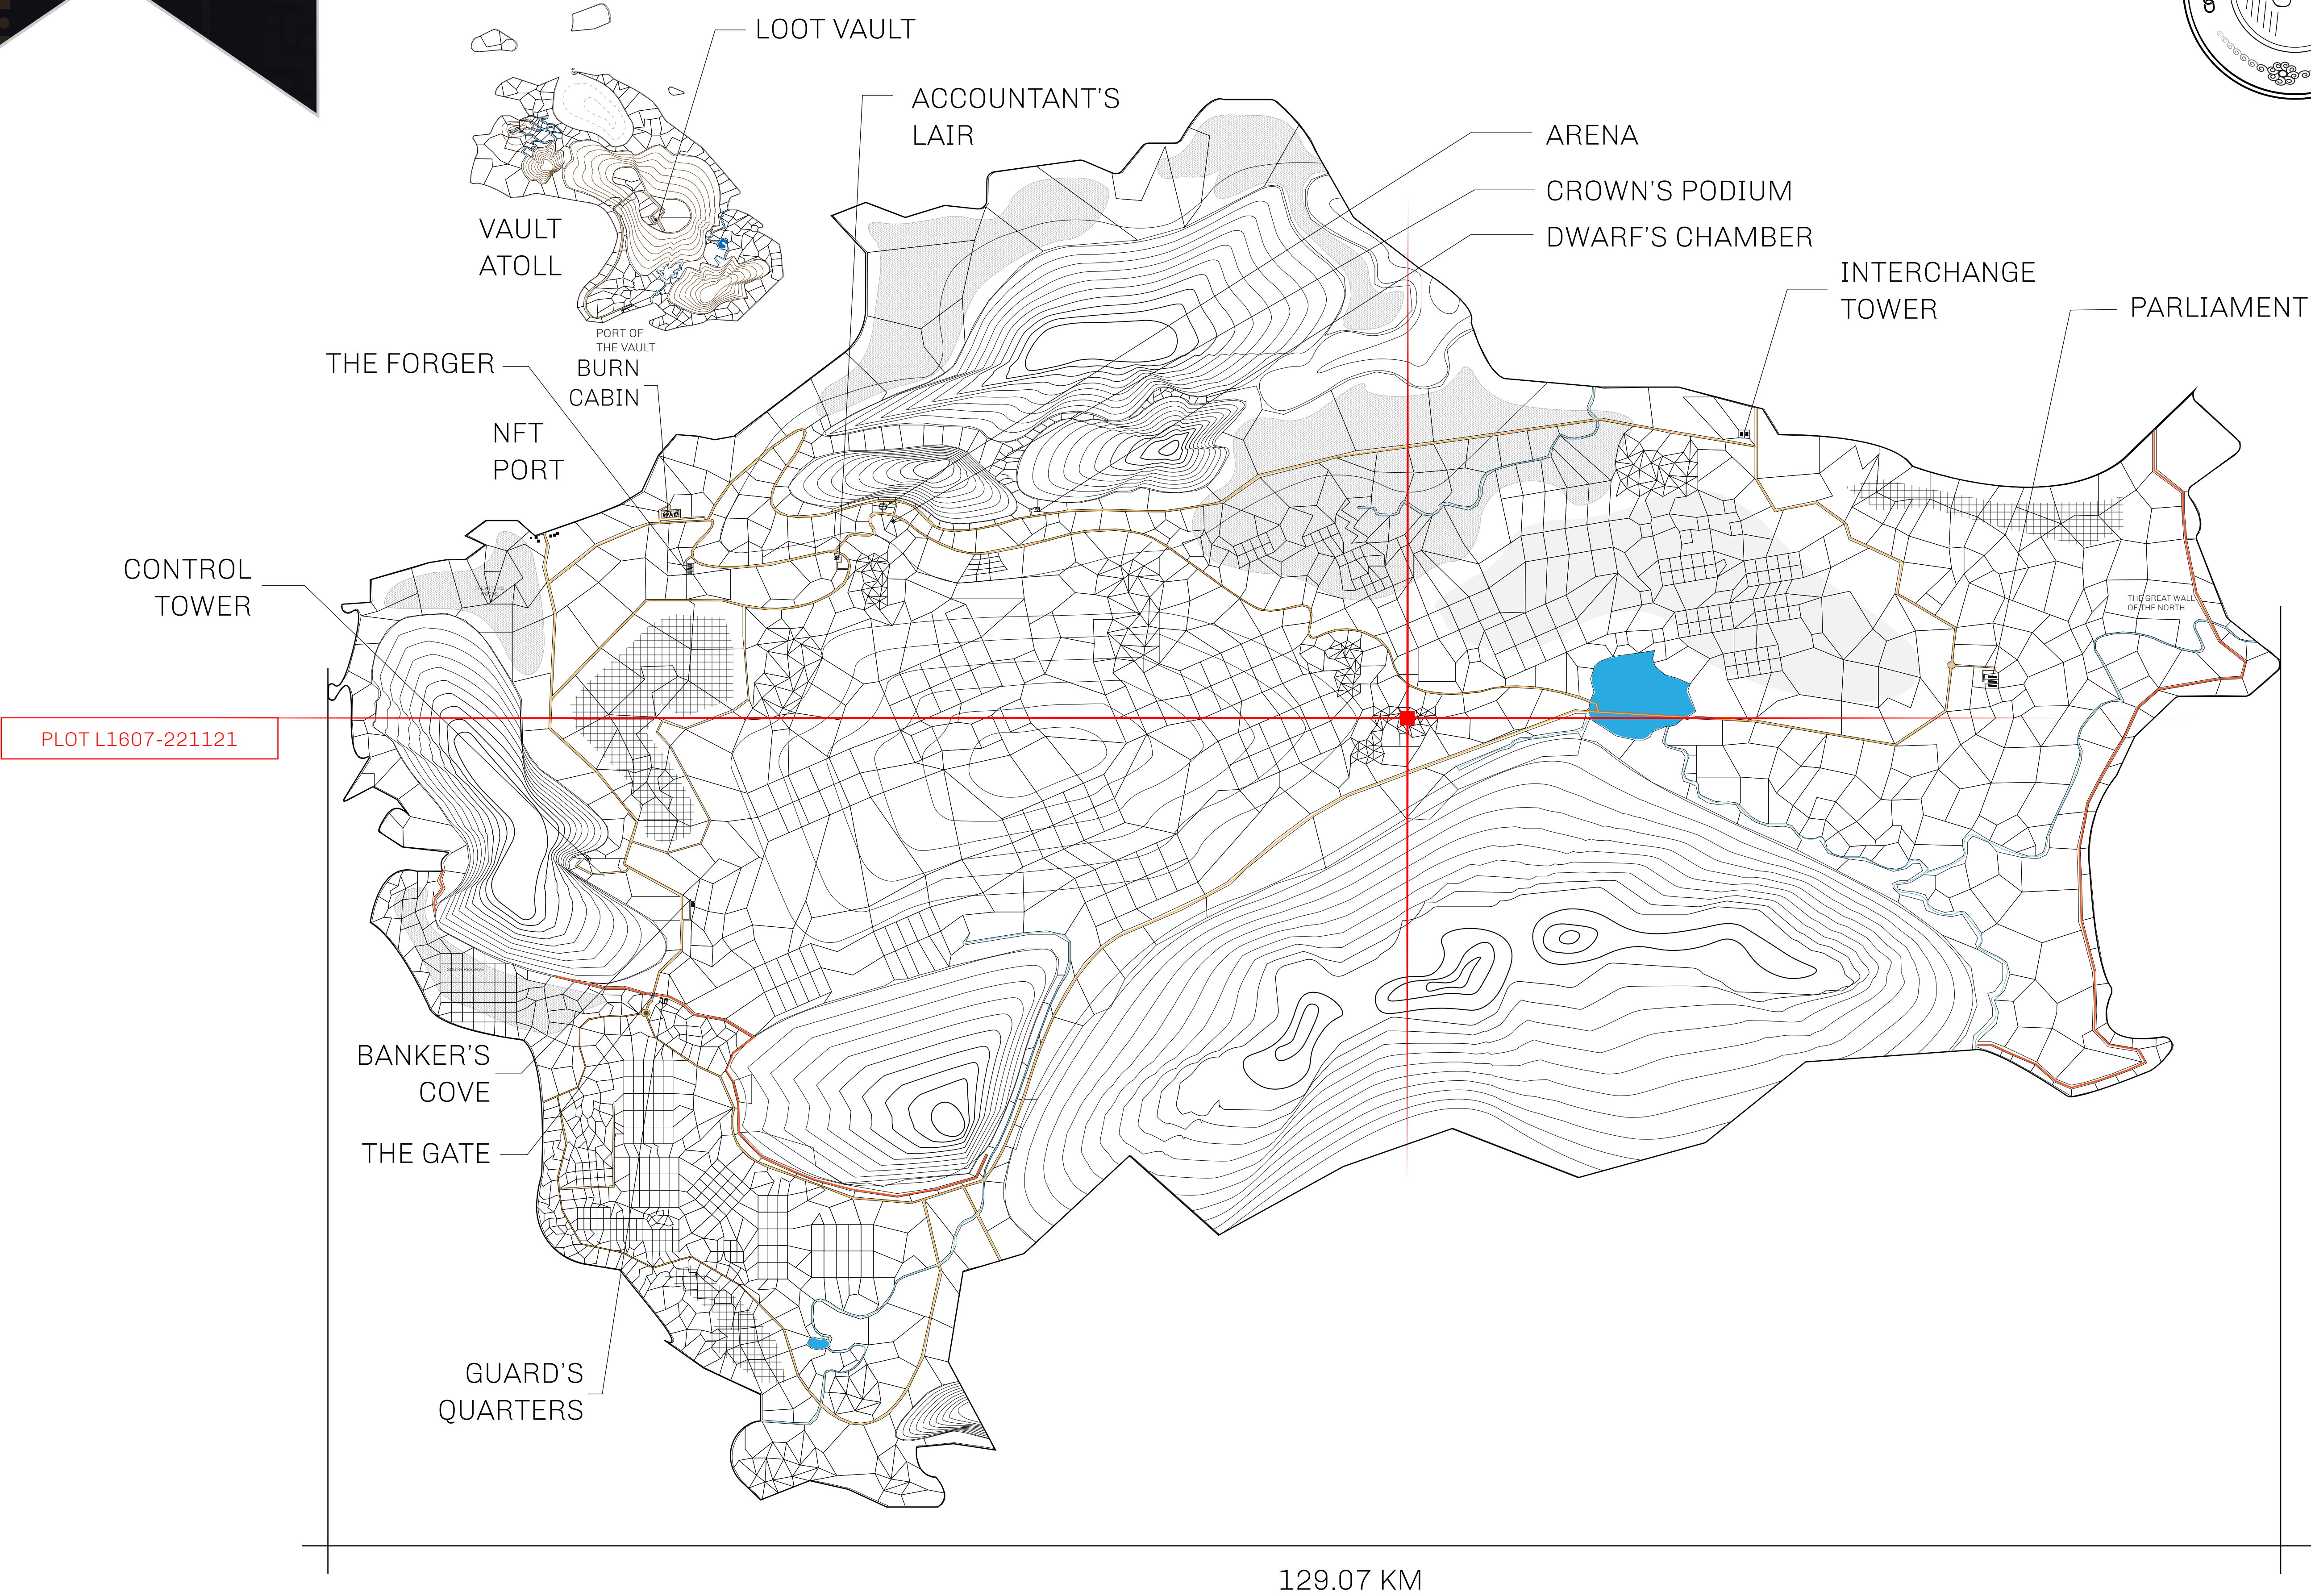 LOOT VAULT
ACCOUNTANT'S
LAIR
ARENA
CROWN'S PODIUM
DWARF'S CHAMBER
INTERCHANGE
TOWER
PARLIAMENT
VAULT
ATOLL
PORT OF
THE VAULT
THE FORGER
BURN
CABIN
NFT
PORT
CONTROL
TOWER
THE GREAT WALL
OF THE NORTH
PLOT L1607-221121
SOUTH RESERVE
BANKER'S
COVE
THE GATE
GUARD'S
QUARTERS
129.07 KM